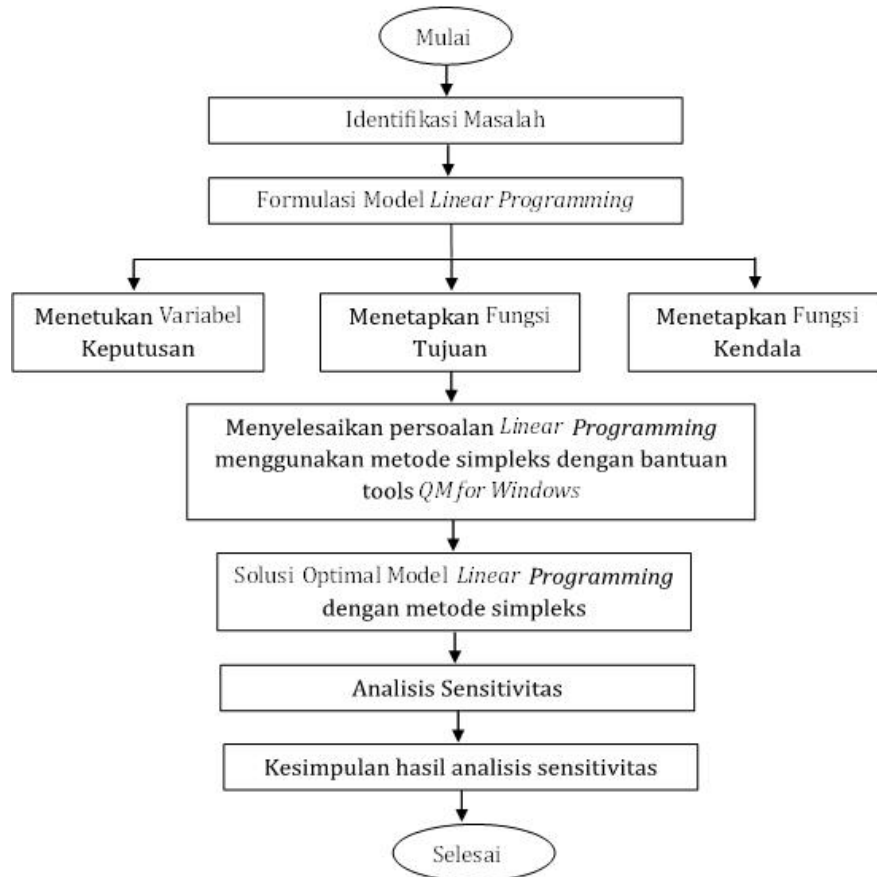 Mulai
Identifikasi Masalah
Formulasi Model Linear Programming
Menetukan Variabel
Keputusan
Menetapkan Fungsi
Tujuan
Menetapkan Fungsi
Kendala
Menyelesaikan persoalan Linear Programming
menggunakan metode simpleks dengan bantuan
tools QM for Windows
Solusi Optimal Model Linear Programming
dengan metode simpleks
Analisis Sensitivitas
Kesimpulan hasil analisis sensitivitas
Selesai